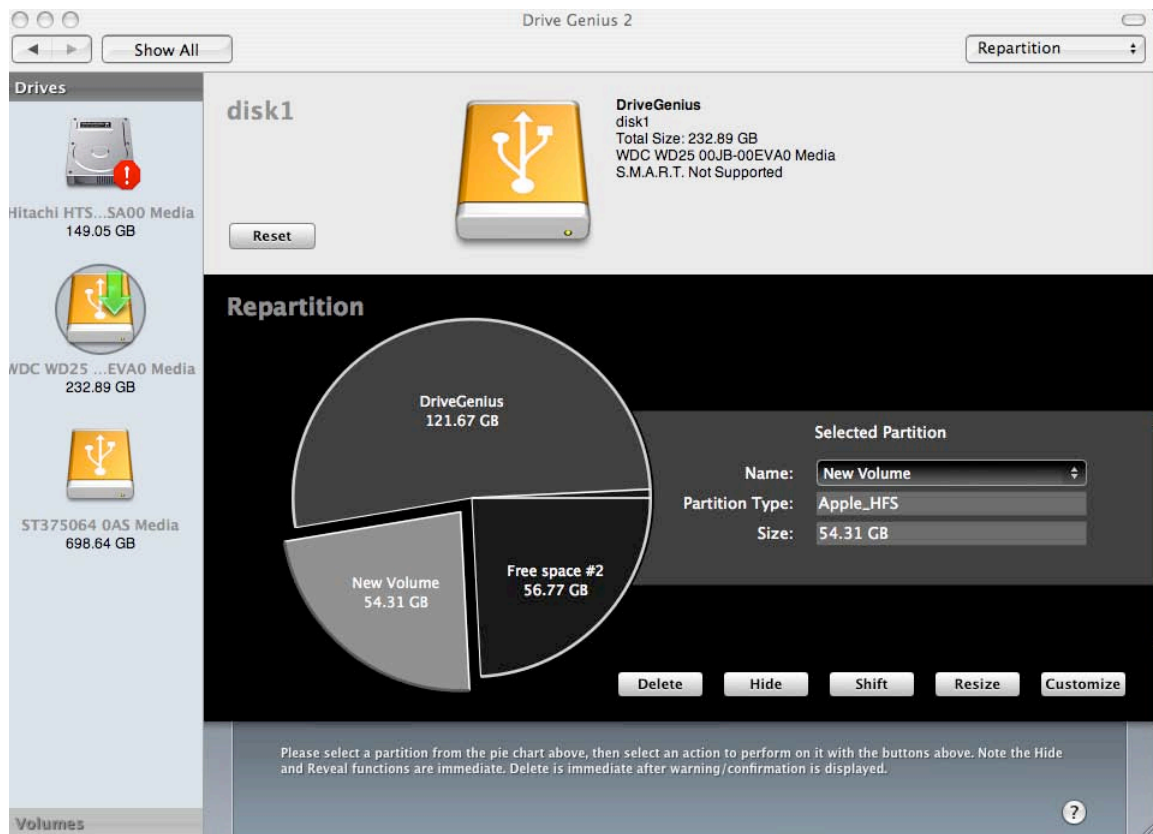 Drive Genius 2
Show All
Repartition
Drives
Hitachi HTS...SA00 Media
149.05 GB
WDC WD25 ...EVA0 Media
232.89 GB
ST375064 0AS Media
698.64 GB
Volumes
disk1
Reset
DriveGenius
disk1
Total Size: 232.89 GB
WDC WD25 00JB-00EVA0 Media
S.M.A.R.T. Not Supported
Repartition
DriveGenius
121.67 GB
New Volume
54.31 GB
Free space #2
56.77 GB
Selected Partition
Name: New Volume
Partition Type: Apple_HFS
Size: 54.31 GB
Delete Hide Shift Resize Customize
Please select a partition from the pie chart above, then select an action to perform on it with the buttons above. Note the Hide
and Reveal functions are immediate. Delete is immediate after warning/confirmation is displayed.
?